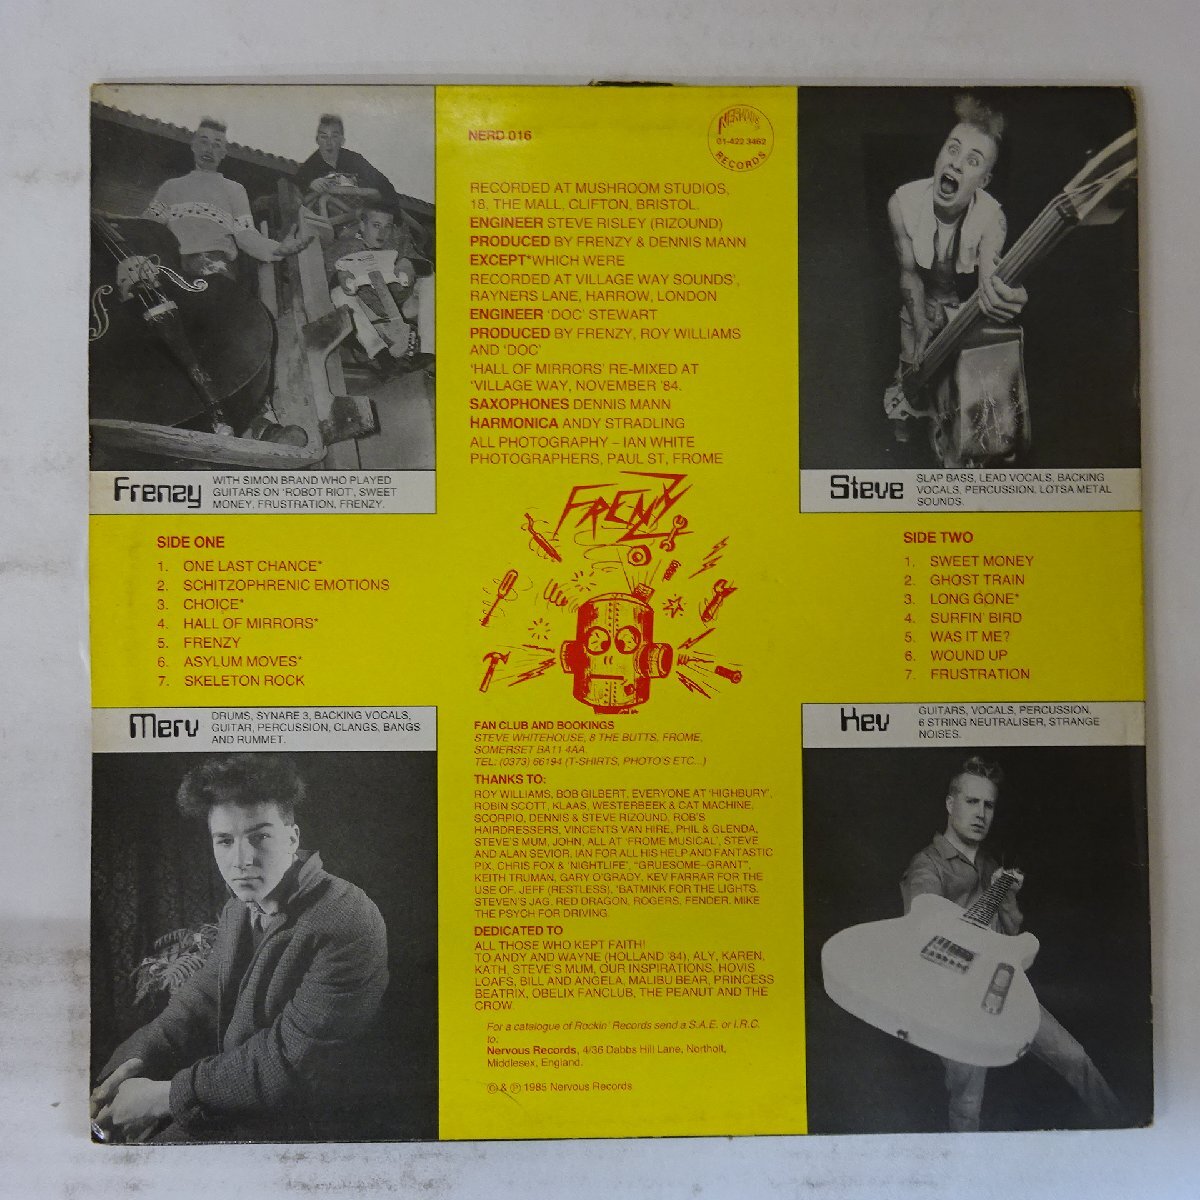 NERD 016
NERVOUS
01-422 3462
RECORDS
RECORDED AT MUSHROOM STUDIOS,
18, THE MALL, CLIFTON, BRISTOL.
ENGINEER STEVE RISLEY (RIZOUND)
PRODUCED BY FRENZY & DENNIS MANN
EXCEPT*WHICH WERE
RECORDED AT VILLAGE WAY SOUNDS',
RAYNERS LANE, HARROW, LONDON
ENGINEER 'DOC' STEWART
PRODUCED BY FRENZY, ROY WILLIAMS
AND 'DOC'
'HALL OF MIRRORS' RE-MIXED AT
'VILLAGE WAY, NOVEMBER '84.
SAXOPHONES DENNIS MANN
HARMONICA ANDY STRADLING
ALL PHOTOGRAPHY – IAN WHITE
PHOTOGRAPHERS, PAUL ST, FROME
Frenzy
WITH SIMON BRAND WHO PLAYED
GUITARS ON 'ROBOT RIOT', SWEET
MONEY, FRUSTRATION, FRENZY.
Steve
SLAP BASS, LEAD VOCALS, BACKING
VOCALS, PERCUSSION, LOTSA METAL
SOUNDS.
FRENZY
SIDE ONE
1. ONE LAST CHANCE*
2. SCHITZOPHRENIC EMOTIONS
3. CHOICE*
4. HALL OF MIRRORS*
5. FRENZY
6. ASYLUM MOVES*
7. SKELETON ROCK
SIDE TWO
1. SWEET MONEY
2. GHOST TRAIN
3. LONG GONE*
4. SURFIN' BIRD
5. WAS IT ME?
6. WOUND UP
7. FRUSTRATION
Merv
DRUMS, SYNARE 3, BACKING VOCALS,
GUITAR, PERCUSSION, CLANGS, BANGS
AND RUMMET.
Kev
GUITARS, VOCALS, PERCUSSION,
6 STRING NEUTRALISER, STRANGE
NOISES.
FAN CLUB AND BOOKINGS
STEVE WHITEHOUSE, 8 THE BUTTS, FROME,
SOMERSET BA11 4AA.
TEL: (0373) 66194 (T-SHIRTS, PHOTO'S ETC...)
THANKS TO:
ROY WILLIAMS, BOB GILBERT, EVERYONE AT 'HIGHBURY',
ROBIN SCOTT, KLAAS, WESTERBEEK & CAT MACHINE,
SCORPIO, DENNIS & STEVE RIZOUND, ROB'S
HAIRDRESSERS, VINCENTS VAN HIRE, PHIL & GLENDA,
STEVE'S MUM, JOHN, ALL AT 'FROME MUSICAL', STEVE
AND ALAN SEVIOR, IAN FOR ALL HIS HELP AND FANTASTIC
PIX, CHRIS FOX & 'NIGHTLIFE', "GRUESOME–GRANT",
KEITH TRUMAN, GARY O'GRADY, KEV FARRAR FOR THE
USE OF. JEFF (RESTLESS), 'BATMINK FOR THE LIGHTS.
STEVEN'S JAG, RED DRAGON, ROGERS, FENDER, MIKE
THE PSYCH FOR DRIVING.
DEDICATED TO
ALL THOSE WHO KEPT FAITH!
TO ANDY AND WAYNE (HOLLAND '84), ALY, KAREN,
KATH, STEVE'S MUM, OUR INSPIRATIONS, HOVIS
LOAFS, BILL AND ANGELA, MALIBU BEAR, PRINCESS
BEATRIX, OBELIX FANCLUB, THE PEANUT AND THE
CROW.
For a catalogue of Rockin' Records send a S.A.E. or I.R.C.
to:
Nervous Records, 4/36 Dabbs Hill Lane, Northolt,
Middlesex, England.
© & ℗ 1985 Nervous Records